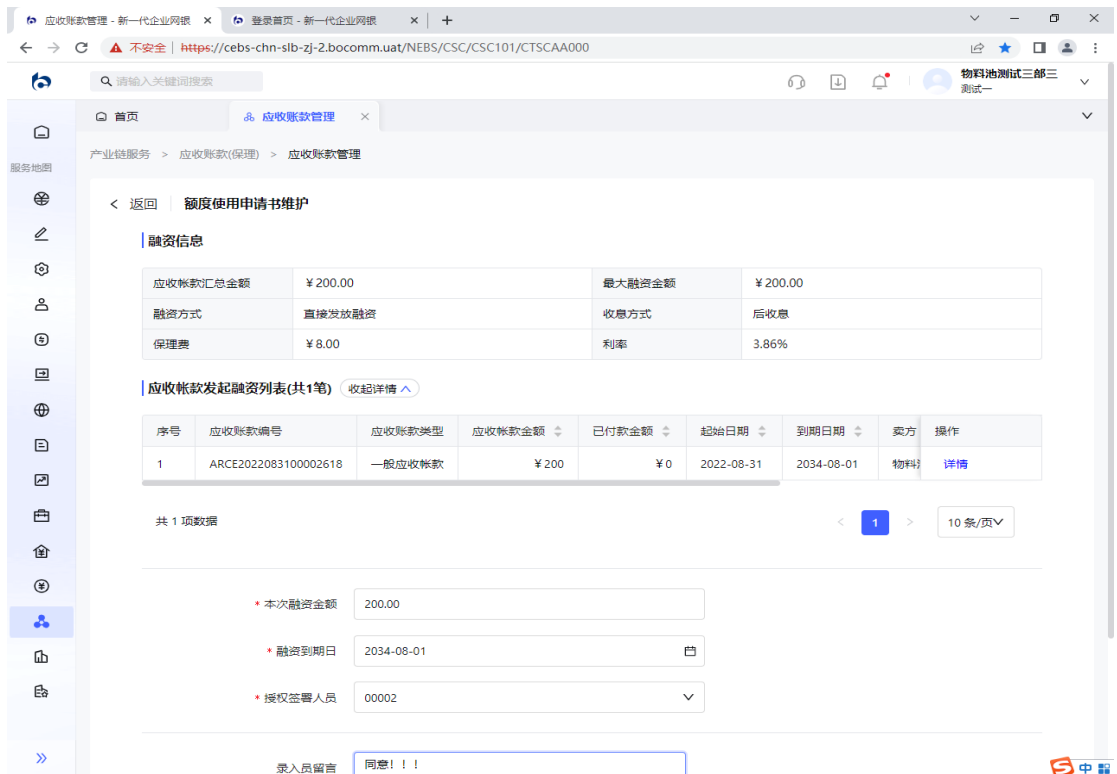 应收账款管理 - 新一代企业网银
登录首页 - 新一代企业网银
不安全 | https://cebs-chn-slb-zj-2.bocomm.uat/NEBS/CSC/CSC101/CTSCAA000
请输入关键词搜索
物料池测试三部三
测试一
首页
应收账款管理
服务地图
产业链服务 > 应收账款(保理) > 应收账款管理
< 返回 额度使用申请书维护
融资信息
应收帐款汇总金额 ￥200.00 最大融资金额 ￥200.00
融资方式 直接发放融资 收息方式 后收息
保理费 ￥8.00 利率 3.86%
应收帐款发起融资列表(共1笔) 收起详情
序号 应收账款编号 应收账款类型 应收帐款金额 已付款金额 起始日期 到期日期 卖方 操作
1 ARCE2022083100002618 一般应收帐款 ￥200 ￥0 2022-08-31 2034-08-01 物料 详情
共 1 项数据
< 1 > 10 条/页
* 本次融资金额 200.00
* 融资到期日 2034-08-01
* 授权签署人员 00002
录入员留言 同意！！！
中